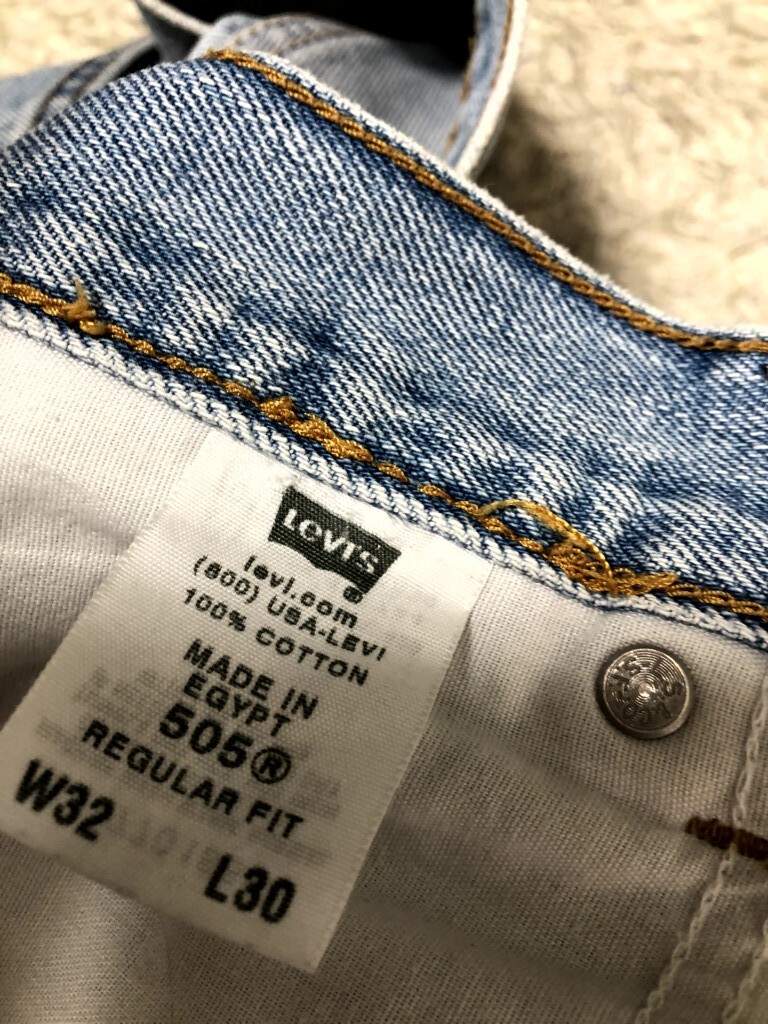 LEVI'S
®
levi.com
(800) USA-LEVI
100% COTTON
MADE IN
EGYPT
505®
REGULAR FIT
W32 L30